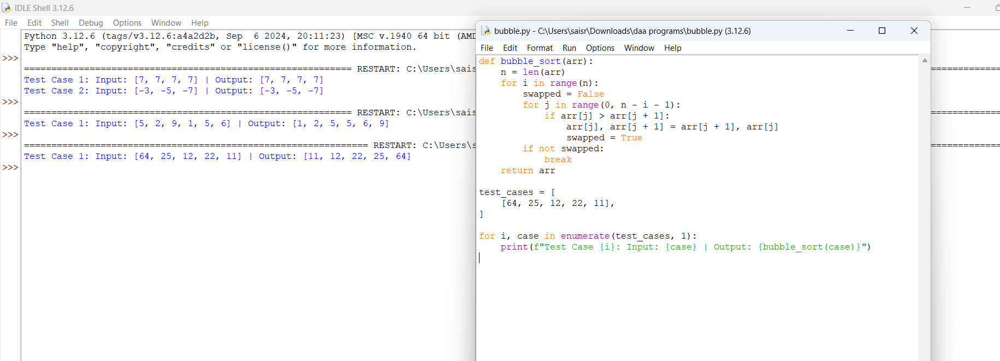 IDLE Shell 3.12.6
File Edit Shell Debug Options Window Help
Python 3.12.6 (tags/v3.12.6:a4a2d2b, Sep  6 2024, 20:11:23) [MSC v.1940 64 bit (AMD
Type "help", "copyright", "credits" or "license()" for more information.
>>>
============================================================ RESTART: C:\Users\sais
Test Case 1: Input: [7, 7, 7, 7] | Output: [7, 7, 7, 7]
Test Case 2: Input: [-3, -5, -7] | Output: [-3, -5, -7]
>>>
============================================================ RESTART: C:\Users\sais
Test Case 1: Input: [5, 2, 9, 1, 5, 6] | Output: [1, 2, 5, 5, 6, 9]
>>>
=============================================================== RESTART: C:\Users\s
Test Case 1: Input: [64, 25, 12, 22, 11] | Output: [11, 12, 22, 25, 64]
>>>
bubble.py - C:\Users\saisr\Downloads\daa programs\bubble.py (3.12.6)
File Edit Format Run Options Window Help
def bubble_sort(arr):
    n = len(arr)
    for i in range(n):
        swapped = False
        for j in range(0, n - i - 1):
            if arr[j] > arr[j + 1]:
                arr[j], arr[j + 1] = arr[j + 1], arr[j]
                swapped = True
        if not swapped:
            break
    return arr
test_cases = [
    [64, 25, 12, 22, 11],
]
for i, case in enumerate(test_cases, 1):
    print(f"Test Case {i}: Input: {case} | Output: {bubble_sort(case)}")